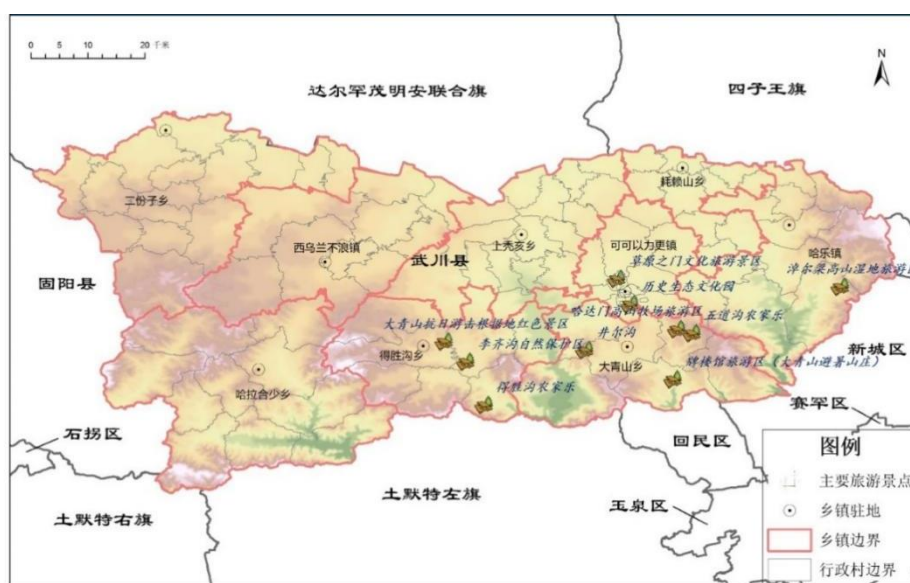 0 5 10 20 千米
N
达尔罕茂明安联合旗
四子王旗
耗赖山乡
二份子乡
西乌兰不浪镇
武川县
上秃亥乡
可可以力更镇
哈乐镇
草原之门文化旅游景区
淖尔梁高山湿地旅游
固阳县
历史生态文化园
哈达门高山牧场旅游区
大青山抗日游击根据地红色景区
五道沟农家乐
井尔沟
李齐沟自然保护区
得胜沟乡
新城区
哈拉合少乡
大青山乡
牌楼馆旅游区（大青山避暑山庄）
得胜沟农家乐
赛罕区
石拐区
回民区
图例
主要旅游景点
土默特左旗
乡镇驻地
土默特右旗
玉泉区
乡镇边界
行政村边界